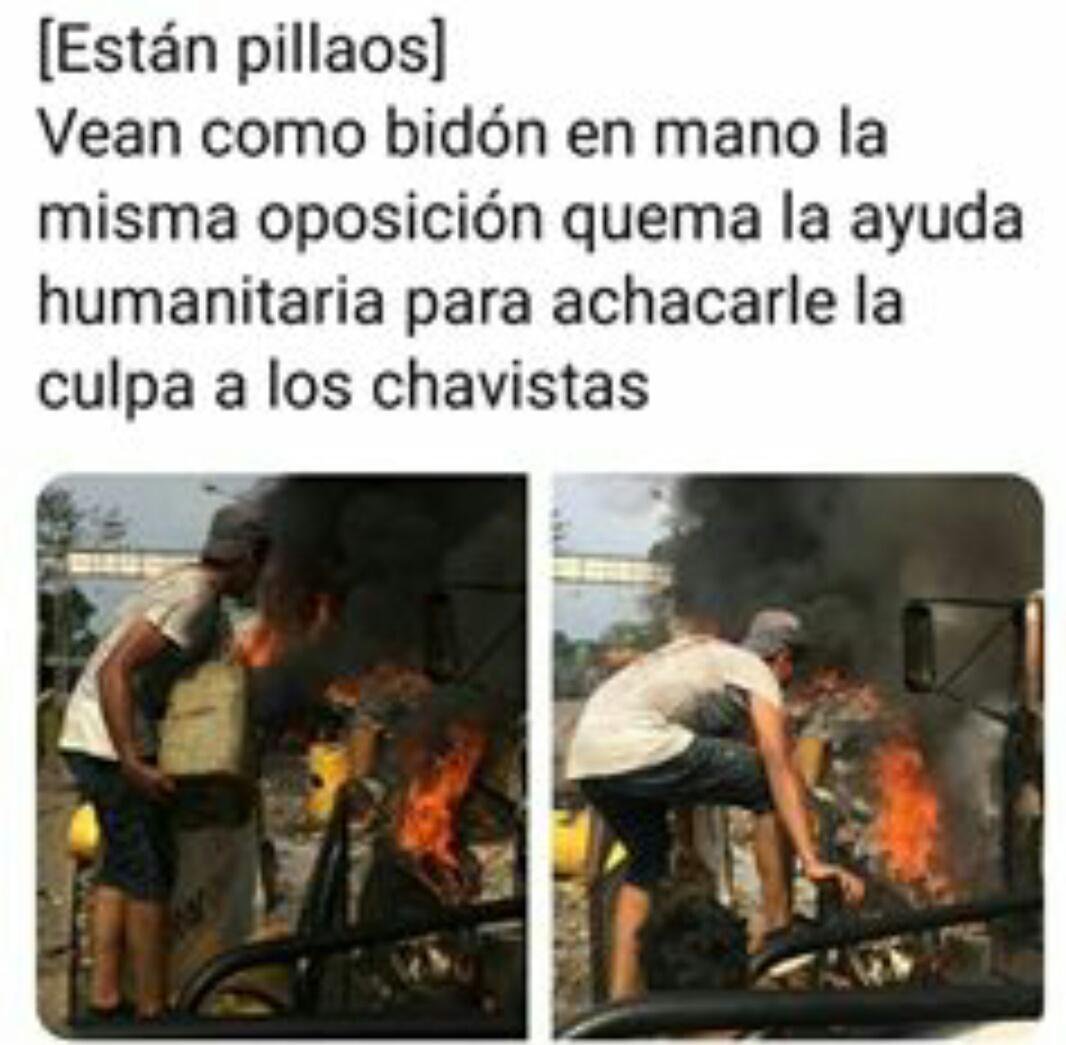 [Están pillaos]
Vean como bidón en mano la
misma oposición quema la ayuda
humanitaria para achacarle la
culpa a los chavistas